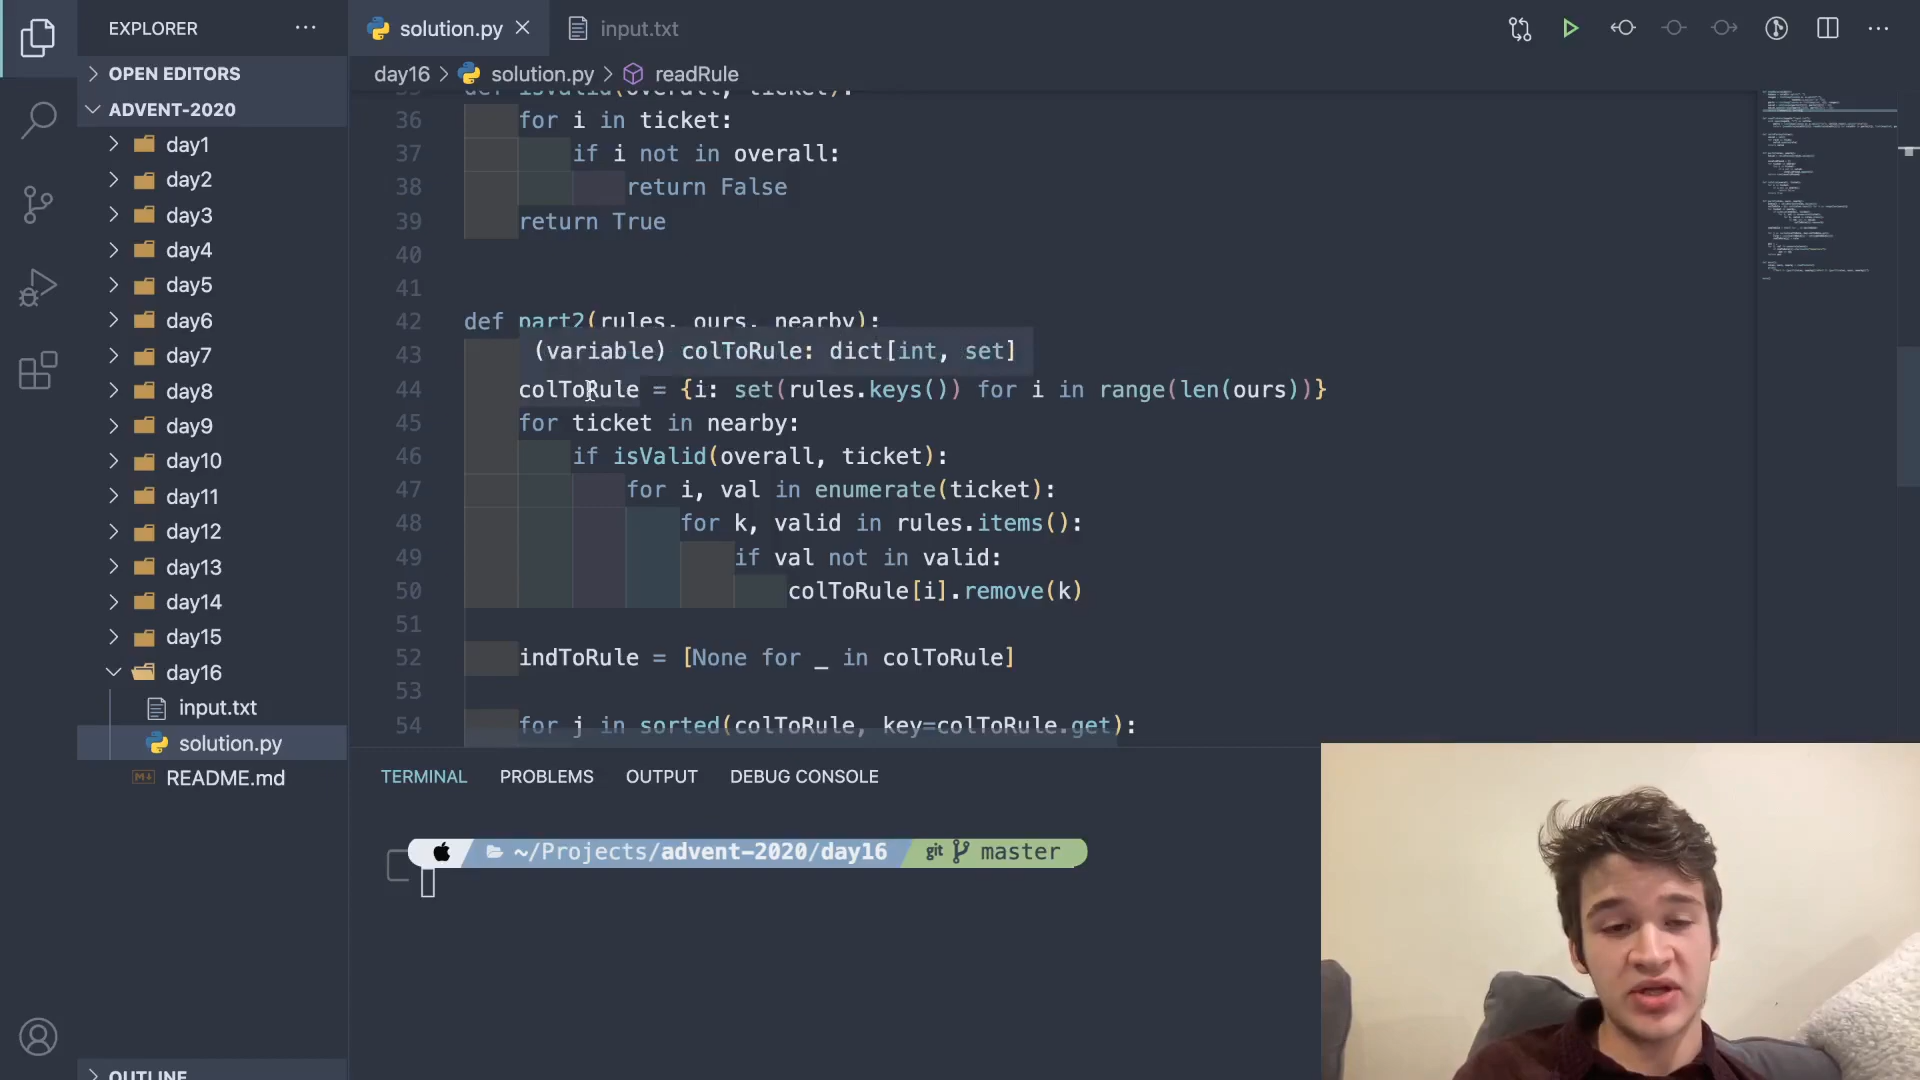 EXPLORER
solution.py
input.txt
OPEN EDITORS
day16 > solution.py > readRule
ADVENT-2020
def isValid(overall, ticket):
36 for i in ticket:
day1
37 if i not in overall:
day2
38 return False
day3
39 return True
day4
40
day5
41
day6
42 def part2(rules, ours, nearby):
day7
43 (variable) colToRule: dict[int, set]
day8
44 colToRule = {i: set(rules.keys()) for i in range(len(ours))}
day9
45 for ticket in nearby:
day10
46 if isValid(overall, ticket):
day11
47 for i, val in enumerate(ticket):
day12
48 for k, valid in rules.items():
day13
49 if val not in valid:
day14
50 colToRule[i].remove(k)
day15
51
day16
52 indToRule = [None for _ in colToRule]
input.txt
53
solution.py
54 for j in sorted(colToRule, key=colToRule.get):
README.md
TERMINAL PROBLEMS OUTPUT DEBUG CONSOLE
~/Projects/advent-2020/day16 git master
OUTLINE